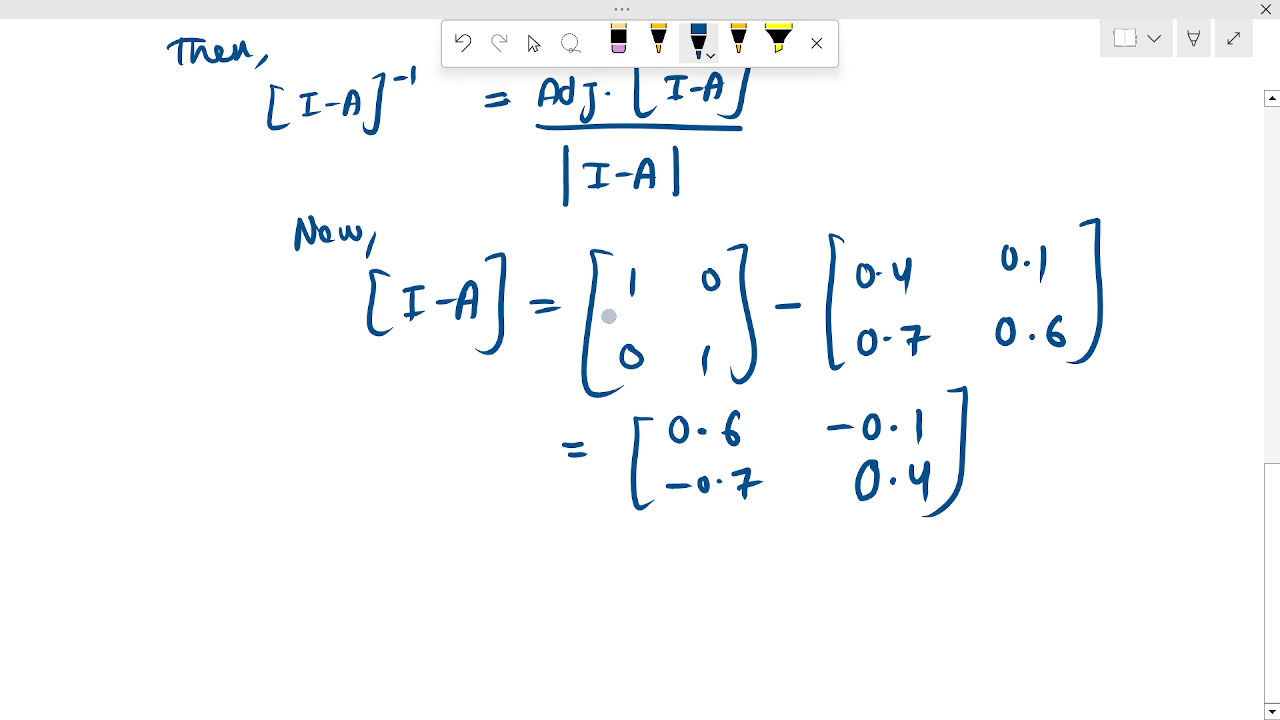 Then,
[I-A]⁻¹ = Adj. [I-A]
|I-A|
Now,
[I-A] = [1 0 - [0.4 0.1
0 1] 0.7 0.6]
= [0.6 -0.1
-0.7 0.4]